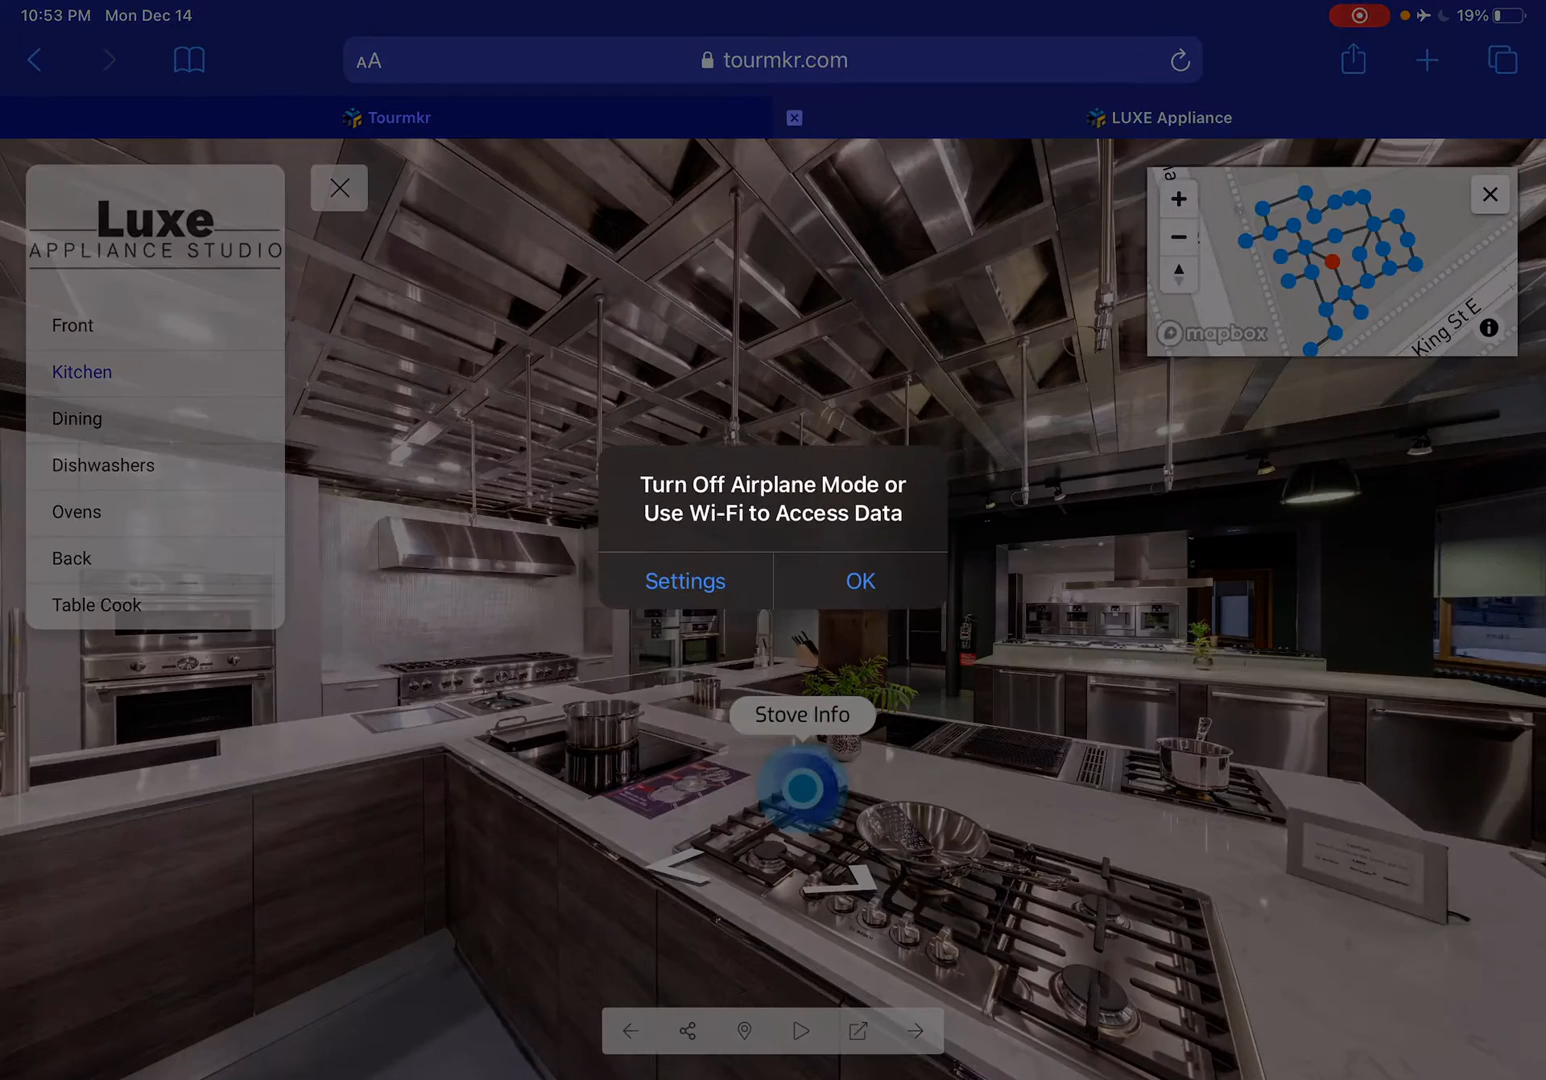 10:53 PM Mon Dec 14
19%
AA
tourmkr.com
Tourmkr
LUXE Appliance
Luxe
APPLIANCE STUDIO
Front
Kitchen
Dining
Dishwashers
Ovens
Back
Table Cook
mapbox
King St E
Turn Off Airplane Mode or
Use Wi-Fi to Access Data
Settings
OK
Stove Info